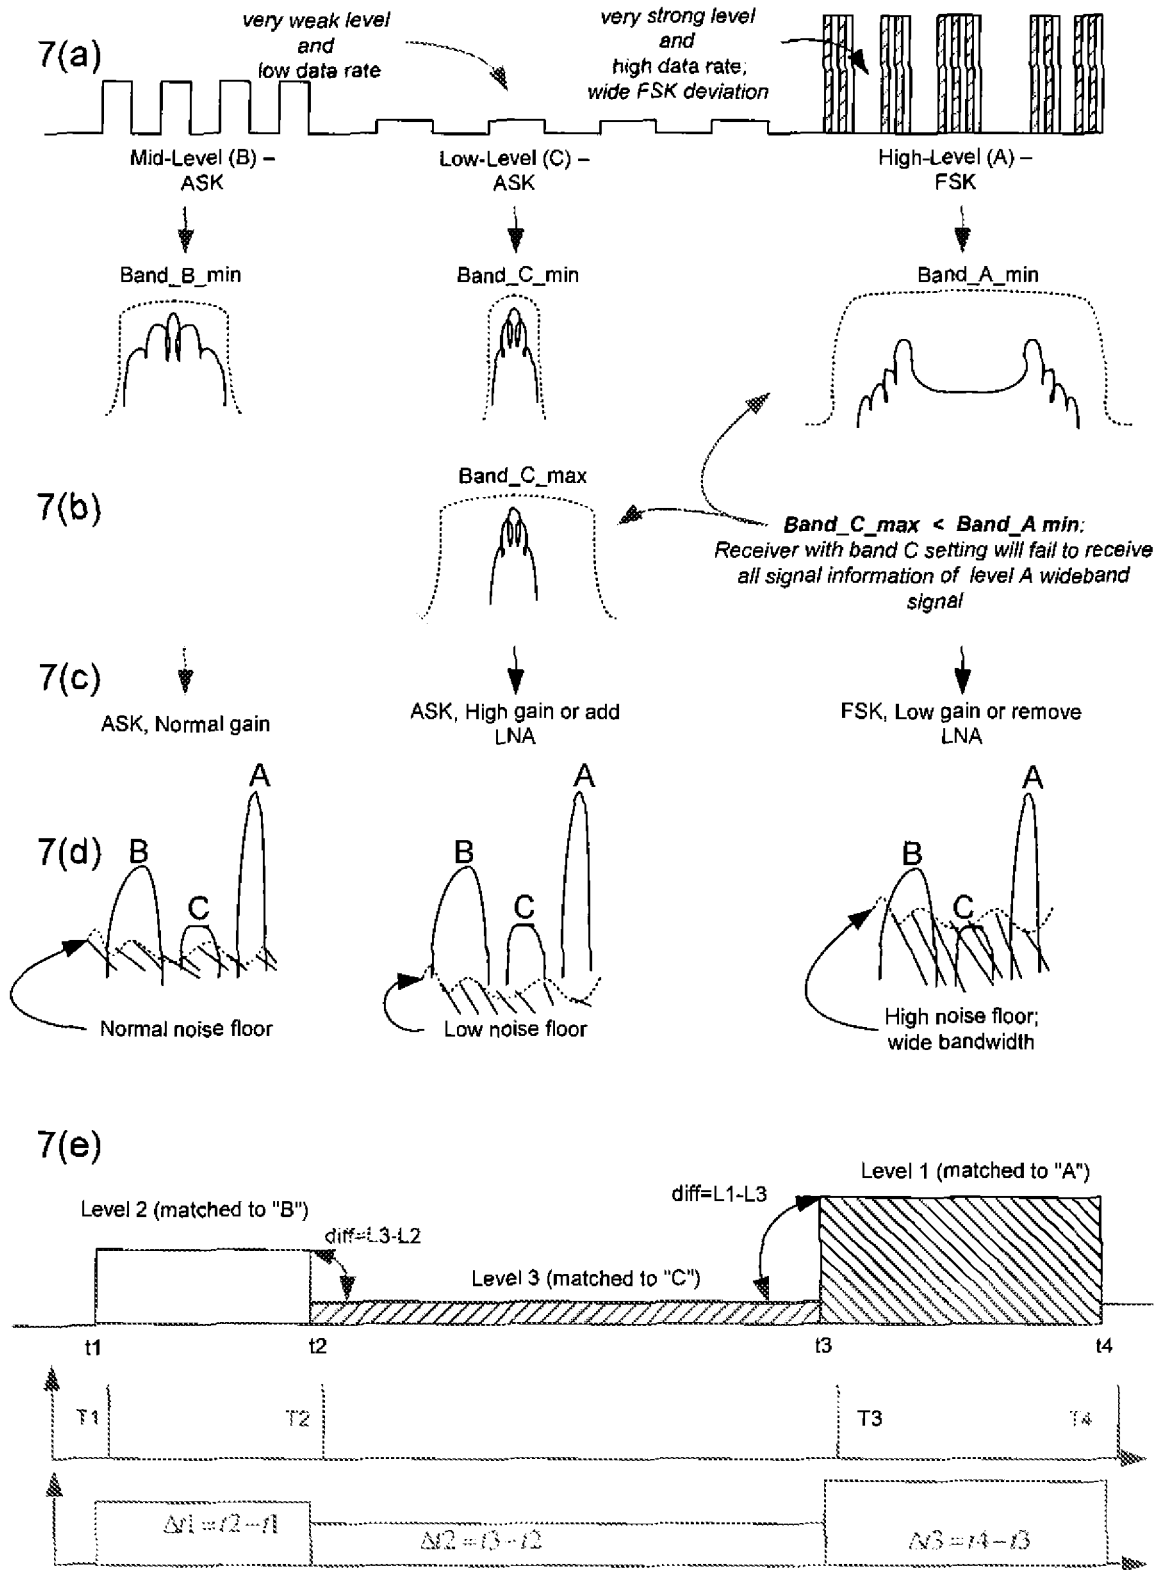 7(a)
very weak level
and
low data rate
very strong level
and
high data rate;
wide FSK deviation
Mid-Level (B) –
ASK
Low-Level (C) –
ASK
High-Level (A) –
FSK
Band_B_min
Band_C_min
Band_A_min
7(b)
Band_C_max
Band_C_max < Band_A min:
Receiver with band C setting will fail to receive
all signal information of level A wideband
signal
7(c)
ASK, Normal gain
ASK, High gain or add
LNA
FSK, Low gain or remove
LNA
7(d)
B
C
A
B
C
A
B
C
A
Normal noise floor
Low noise floor
High noise floor;
wide bandwidth
7(e)
Level 2 (matched to "B")
diff=L3-L2
Level 3 (matched to "C")
diff=L1-L3
Level 1 (matched to "A")
t1
t2
t3
t4
T1
T2
T3
T4
Δt1 = t2 – t1
Δt2 = t3 – t2
Δt3 = t4 – t3